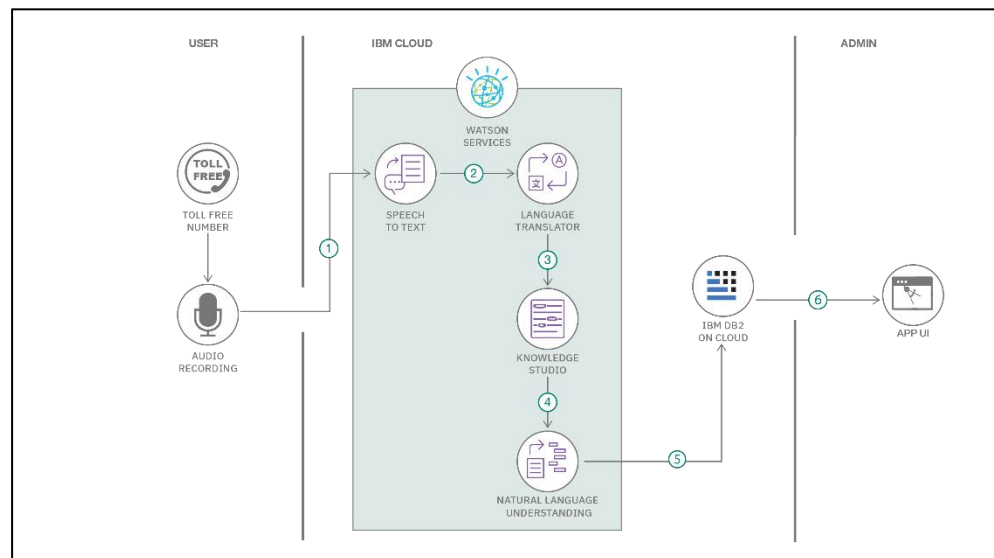 USER
IBM CLOUD
ADMIN
WATSON
SERVICES
TOLL
FREE
TOLL FREE
NUMBER
1
SPEECH
TO TEXT
2
A
文
LANGUAGE
TRANSLATOR
3
AUDIO
RECORDING
KNOWLEDGE
STUDIO
4
NATURAL LANGUAGE
UNDERSTANDING
5
IBM DB2
ON CLOUD
6
APP UI